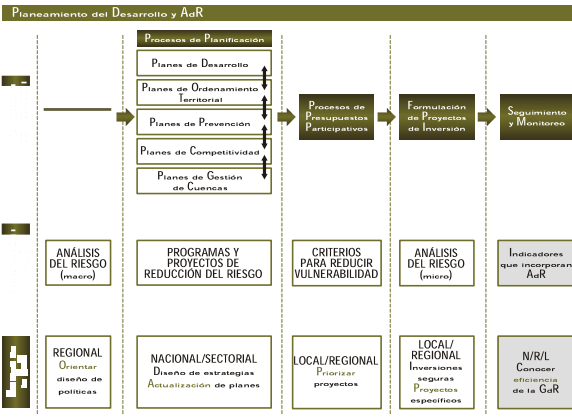 Planeamiento del Desarrollo y AdR
Procesos de Planificación
Planes de Desarrollo
Planes de Ordenamiento
Territorial
Planes de Prevención
Planes de Competitividad
Planes de Gestión
de Cuencas
Procesos de
Presupuestos
Participativos
Formulación
de Proyectos
de Inversión
Seguimiento
y Monitoreo
ANÁLISIS
DEL RIESGO
(macro)
PROGRAMAS Y
PROYECTOS DE
REDUCCIÓN DEL RIESGO
CRITERIOS
PARA REDUCIR
VULNERABILIDAD
ANÁLISIS
DEL RIESGO
(micro)
Indicadores
que incorporan
AdR
REGIONAL
Orientar
diseño de
políticas
NACIONAL/SECTORIAL
Diseño de estrategias
Actualización de planes
LOCAL/REGIONAL
Priorizar
proyectos
LOCAL/
REGIONAL
Inversiones
seguras
Proyectos
específicos
N/R/L
Conocer
eficiencia
de la GdR